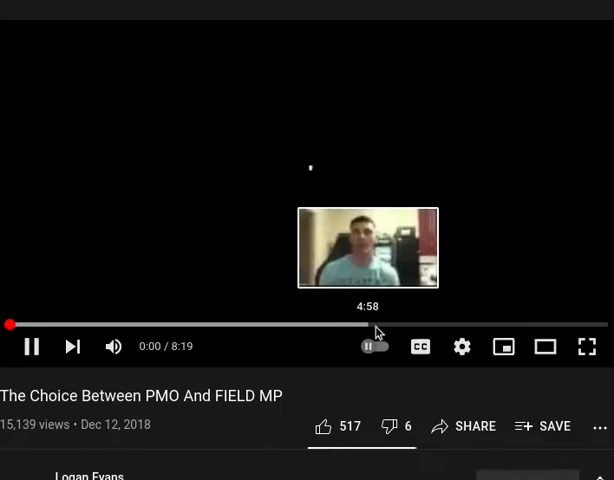 4:58
0:00 / 8:19
CC
The Choice Between PMO And FIELD MP
15,139 views • Dec 12, 2018
517
6
SHARE
SAVE
Logan Evans